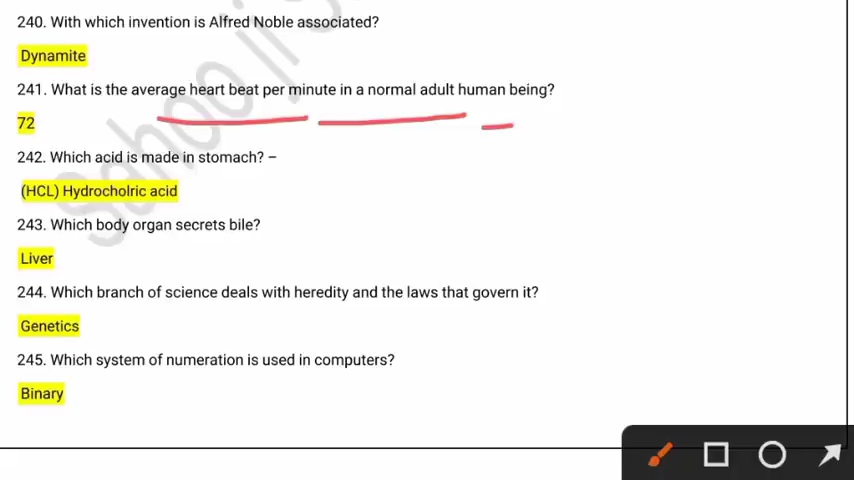 240. With which invention is Alfred Noble associated?
Dynamite
241. What is the average heart beat per minute in a normal adult human being?
72
242. Which acid is made in stomach? –
(HCL) Hydrocholric acid
243. Which body organ secrets bile?
Liver
244. Which branch of science deals with heredity and the laws that govern it?
Genetics
245. Which system of numeration is used in computers?
Binary
Sahoo ji S